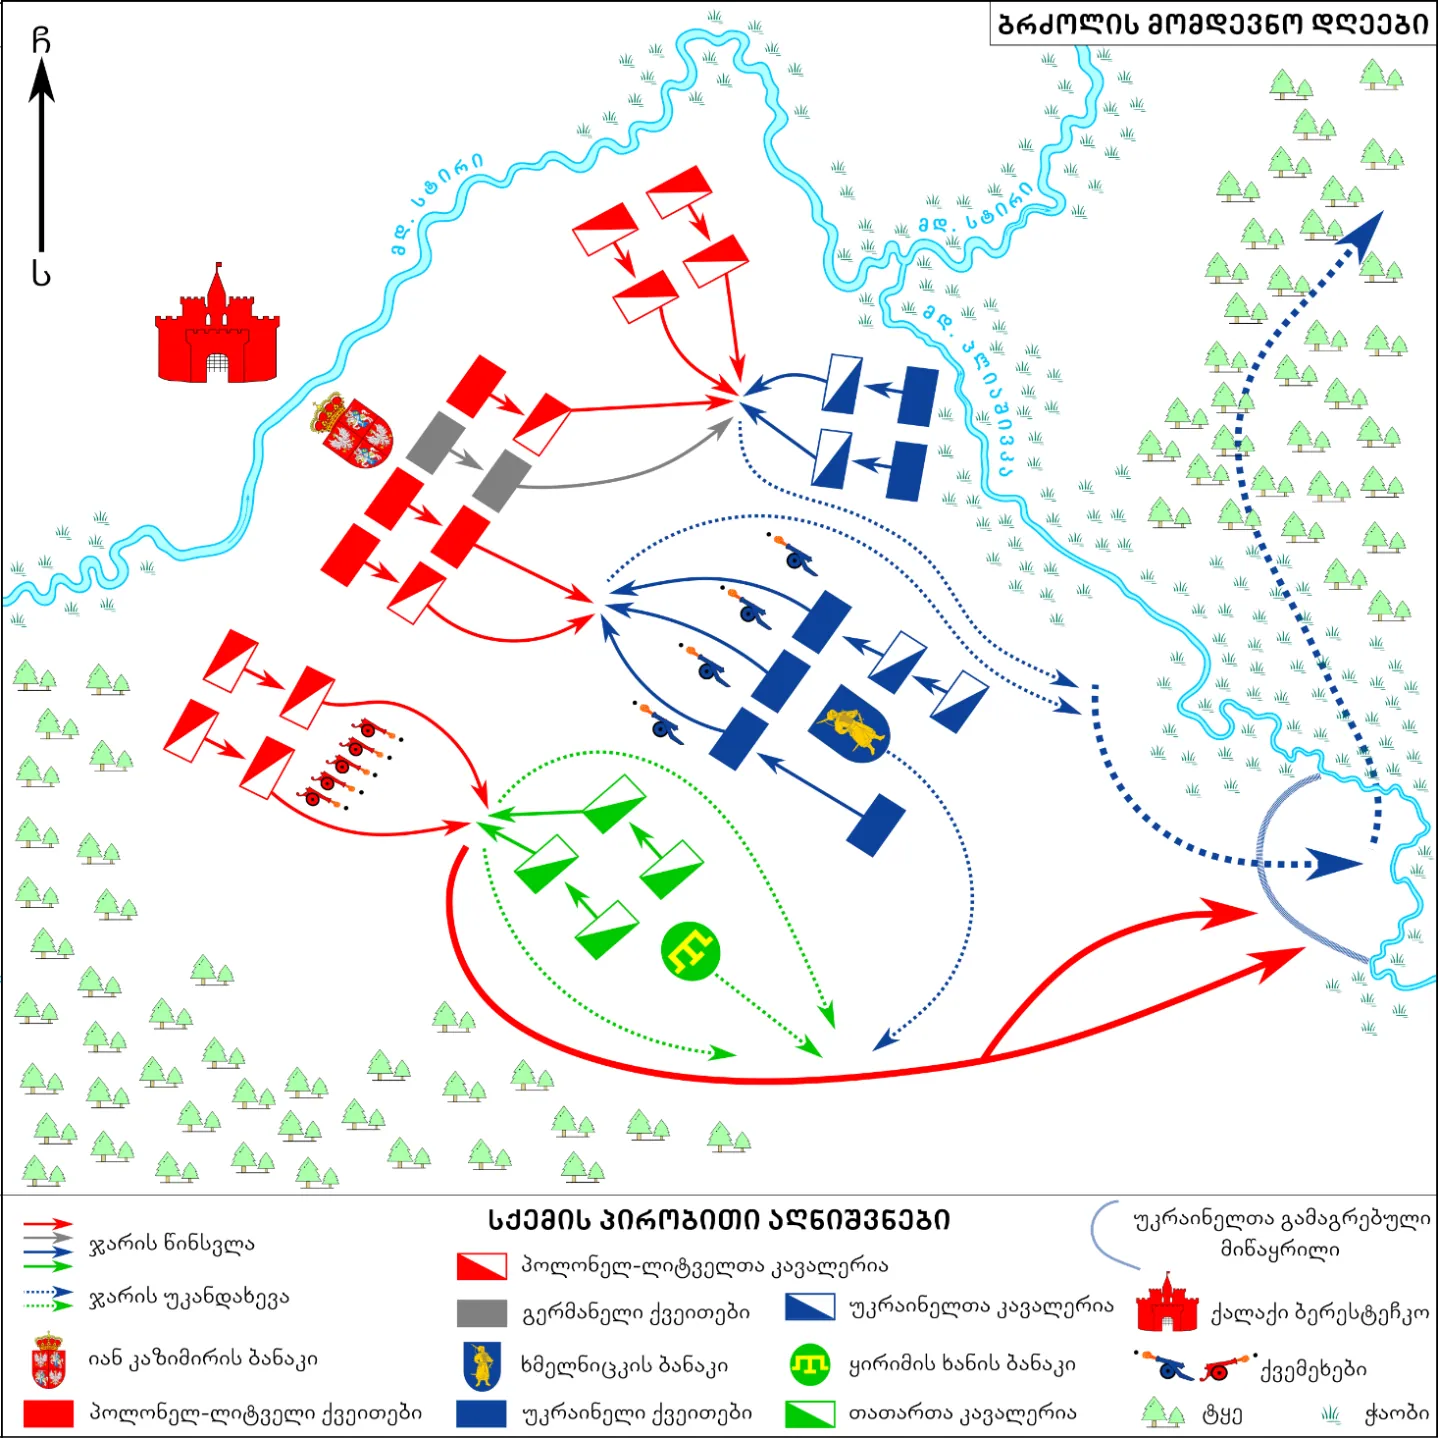 ბრძოლის მომდევნო დღეები
ჩ
ს
მდ. სტირი
მდ. სტირი
მდ. პლიაშივკა
სქემის პირობითი აღნიშვნები
ჯარის წინსვლა
ჯარის უკანდახევა
იან კაზიმირის ბანაკი
პოლონელ-ლიტველი ქვეითები
პოლონელ-ლიტველთა კავალერია
გერმანელი ქვეითები
ხმელნიცკის ბანაკი
უკრაინელი ქვეითები
უკრაინელთა კავალერია
ყირიმის ხანის ბანაკი
თათართა კავალერია
უკრაინელთა გამაგრებული
მიწაყრილი
ქალაქი ბერესტეჩკო
ქვემეხები
ტყე
ჭაობი